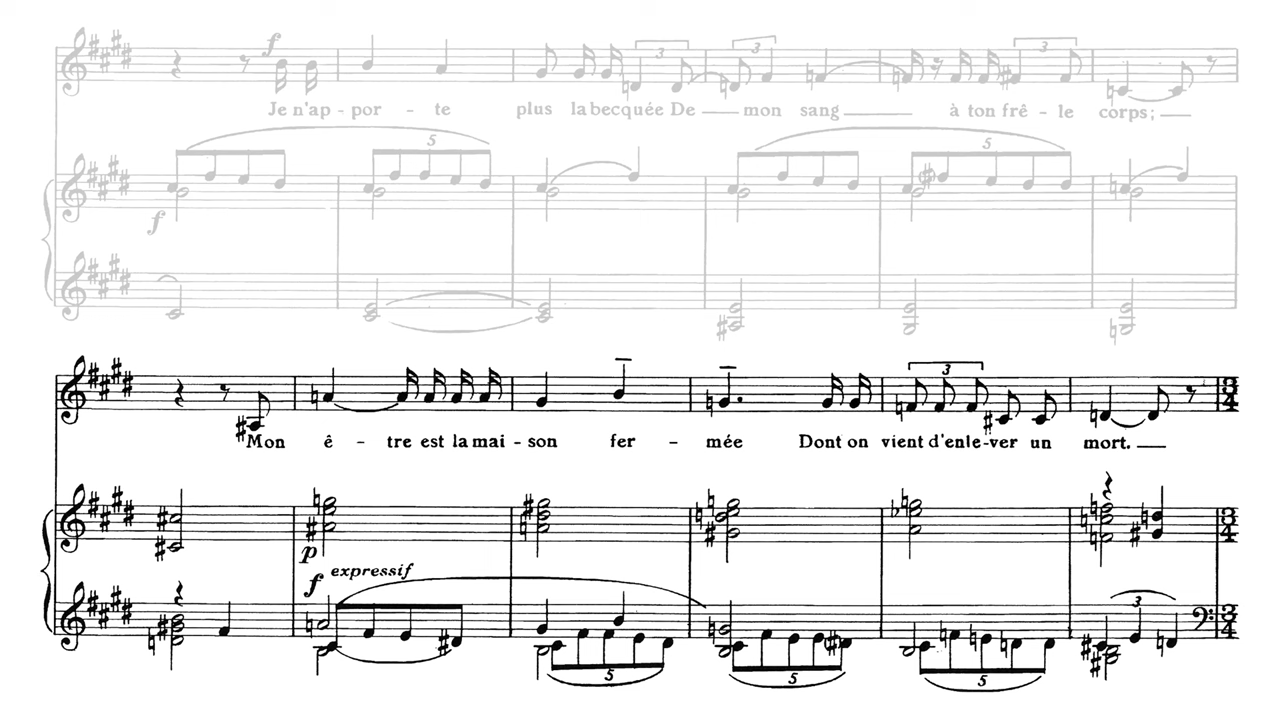 f
3 3 3
Je n'ap - por - te plus la becquée De — mon sang — à ton frê - le corps; —
5 5
f
3 3
4
Mon ê - tre est la mai - son fer - mée Dont on vient d'enle - ver un mort. —
p
f expressif
3
4
3
5 5 5
3
4